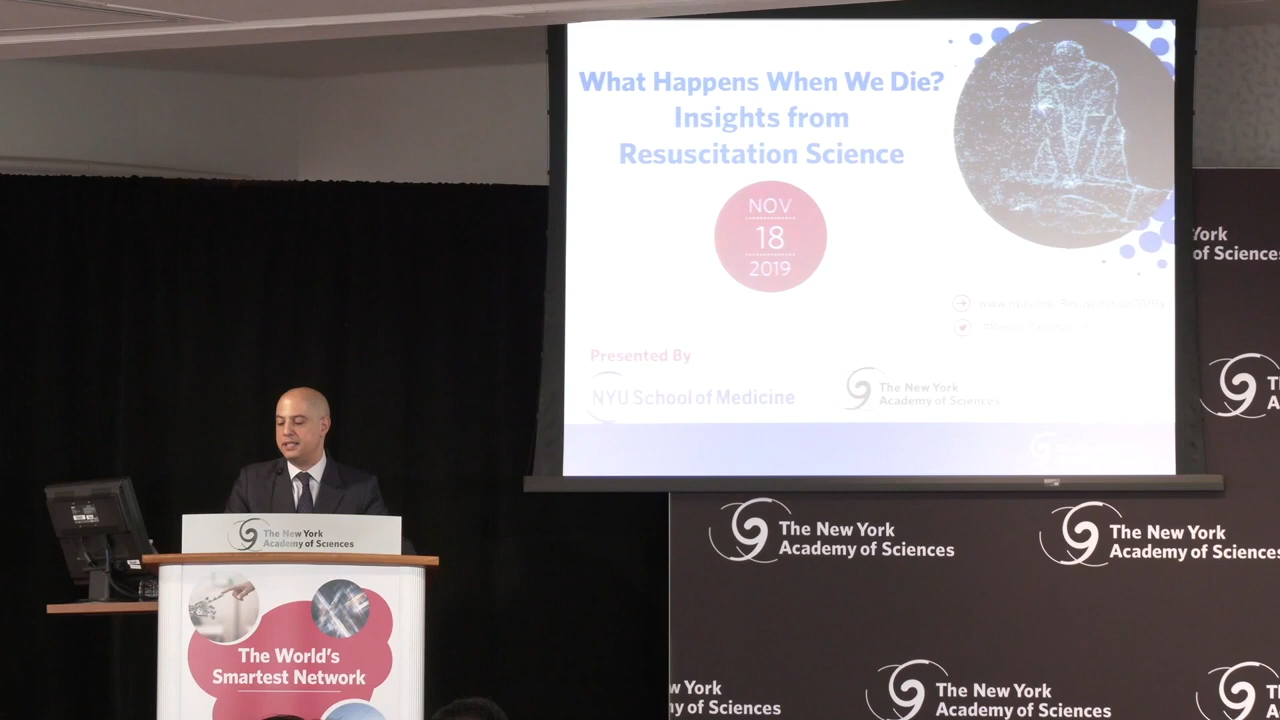 What Happens When We Die?
Insights from
Resuscitation Science
NOV
18
2019
Presented By
NYU School of Medicine
The New York
Academy of Sciences
York
of Sciences
The New York
Academy of Sciences
The World's
Smartest Network
The New York
Academy of Sciences
The New York
Academy of Sciences
w York
y of Sciences
The New York
Academy of Sciences